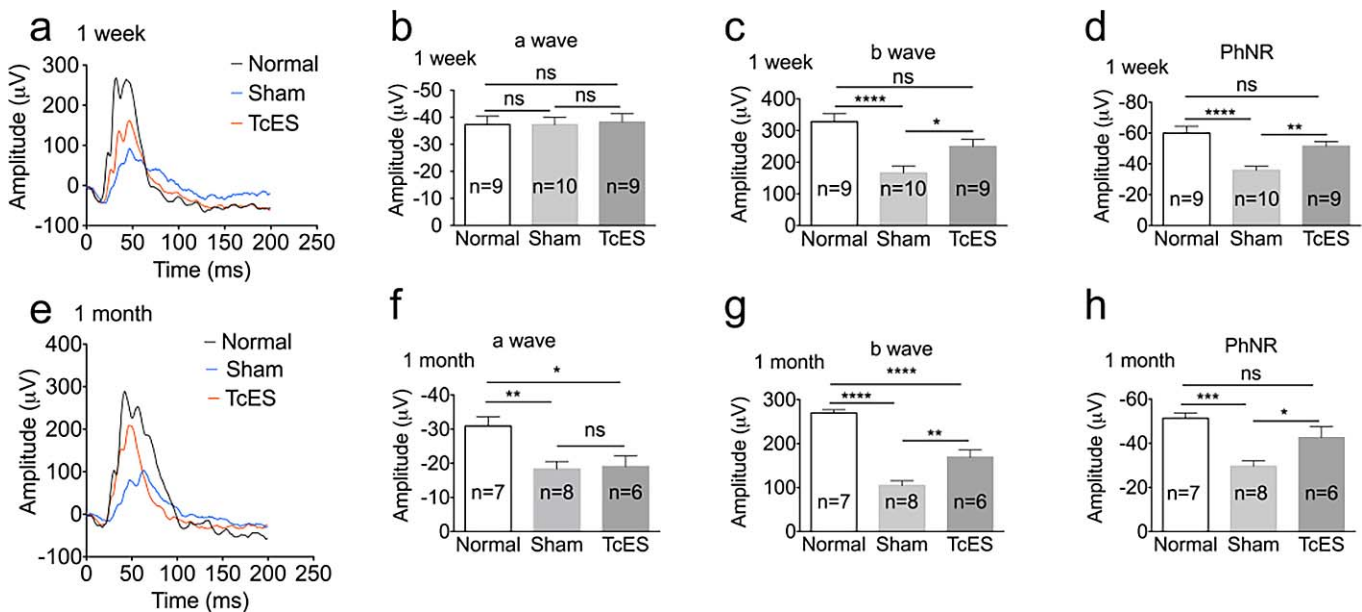 a
1 week
Normal
Sham
TcES
Amplitude (μV)
300
200
100
0
-100
0 50 100 150 200 250
Time (ms)
b
a wave
1 week
ns
ns
ns
Amplitude (μV)
-50
-40
-30
-20
-10
0
n=9
n=10
n=9
Normal Sham TcES
c
b wave
1 week
ns
****
*
Amplitude (μV)
400
300
200
100
0
n=9
n=10
n=9
Normal Sham TcES
d
PhNR
1 week
ns
****
**
Amplitude (μV)
-80
-60
-40
-20
0
n=9
n=10
n=9
Normal Sham TcES
e
1 month
Normal
Sham
TcES
Amplitude (μV)
400
300
200
100
0
-100
0 50 100 150 200 250
Time (ms)
f
a wave
1 month
*
**
ns
Amplitude (μV)
-40
-30
-20
-10
0
n=7
n=8
n=6
Normal Sham TcES
g
b wave
1 month
****
****
**
Amplitude (μV)
300
200
100
0
n=7
n=8
n=6
Normal Sham TcES
h
PhNR
1 month
ns
***
*
Amplitude (μV)
-60
-40
-20
0
n=7
n=8
n=6
Normal Sham TcES